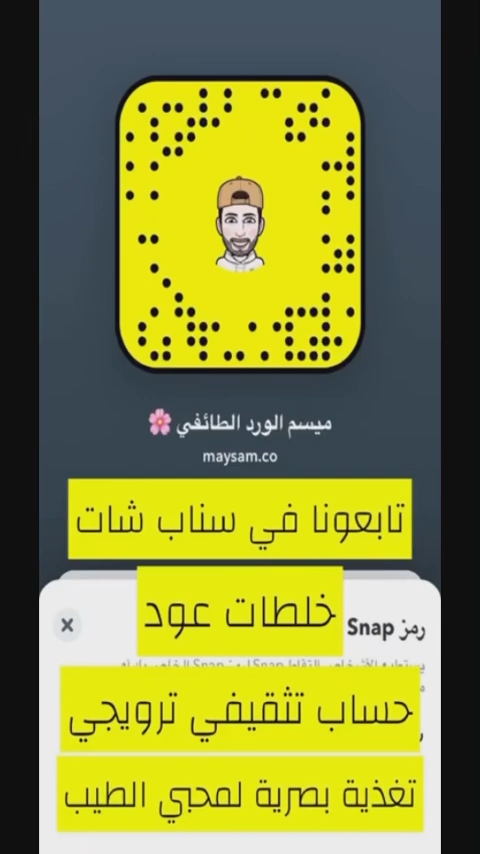 ميسم الورد الطائفي 🌸
maysam.co
تابعونا في سناب شات
خلطات عود
رمز Snap
حساب تثقيفي ترويجي
تغذية بصرية لمحبي الطيب